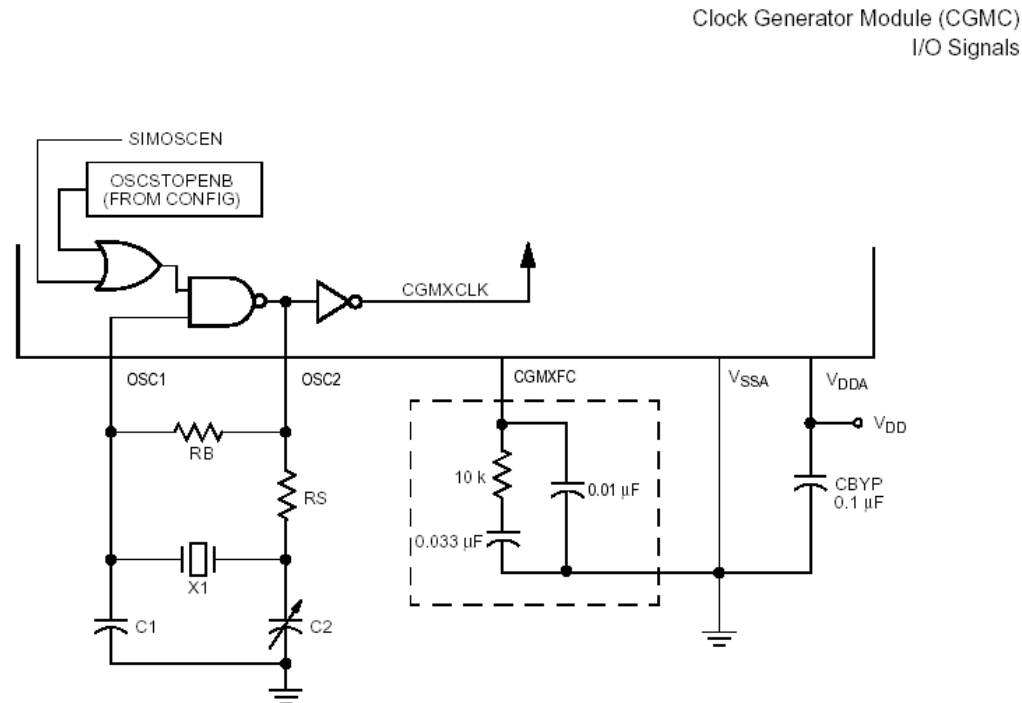 Clock Generator Module (CGMC)
I/O Signals
SIMOSCEN
OSCSTOPENB
(FROM CONFIG)
CGMXCLK
OSC1
OSC2
CGMXFC
VSSA
VDDA
VDD
RB
RS
10 k
0.01 µF
CBYP
0.1 µF
0.033 µF
X1
C1
C2